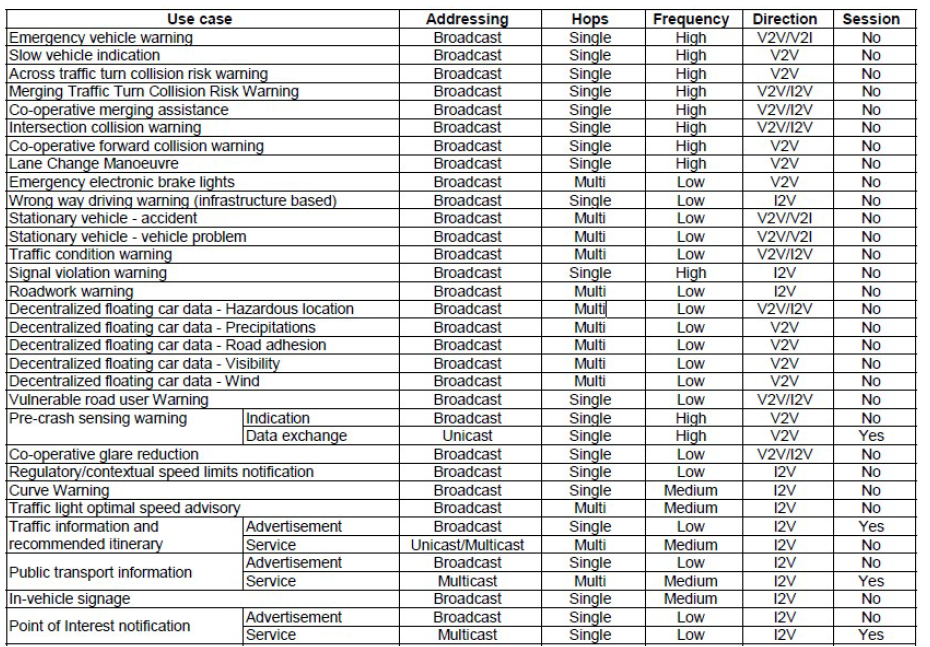 Use case Addressing Hops Frequency Direction Session
Emergency vehicle warning Broadcast Single High V2V/V2I No
Slow vehicle indication Broadcast Single High V2V No
Across traffic turn collision risk warning Broadcast Single High V2V No
Merging Traffic Turn Collision Risk Warning Broadcast Single High V2V/I2V No
Co-operative merging assistance Broadcast Single High V2V/I2V No
Intersection collision warning Broadcast Single High V2V/I2V No
Co-operative forward collision warning Broadcast Single High V2V No
Lane Change Manoeuvre Broadcast Single High V2V No
Emergency electronic brake lights Broadcast Multi Low V2V No
Wrong way driving warning (infrastructure based) Broadcast Single Low I2V No
Stationary vehicle - accident Broadcast Multi Low V2V/V2I No
Stationary vehicle - vehicle problem Broadcast Multi Low V2V/V2I No
Traffic condition warning Broadcast Multi Low V2V/I2V No
Signal violation warning Broadcast Single High I2V No
Roadwork warning Broadcast Multi Low I2V No
Decentralized floating car data - Hazardous location Broadcast Multi Low V2V/I2V No
Decentralized floating car data - Precipitations Broadcast Multi Low V2V No
Decentralized floating car data - Road adhesion Broadcast Multi Low V2V No
Decentralized floating car data - Visibility Broadcast Multi Low V2V No
Decentralized floating car data - Wind Broadcast Multi Low V2V No
Vulnerable road user Warning Broadcast Single Low V2V/I2V No
Pre-crash sensing warning Indication Broadcast Single High V2V No
Data exchange Unicast Single High V2V Yes
Co-operative glare reduction Broadcast Single Low V2V/I2V No
Regulatory/contextual speed limits notification Broadcast Single Low I2V No
Curve Warning Broadcast Single Medium I2V No
Traffic light optimal speed advisory Broadcast Multi Medium I2V No
Traffic information and Advertisement Broadcast Single Low I2V Yes
recommended itinerary Service Unicast/Multicast Multi Medium I2V No
Public transport information Advertisement Broadcast Single Low I2V No
Service Multicast Multi Medium I2V Yes
In-vehicle signage Broadcast Single Medium I2V No
Point of Interest notification Advertisement Broadcast Single Low I2V No
Service Multicast Single Low I2V Yes